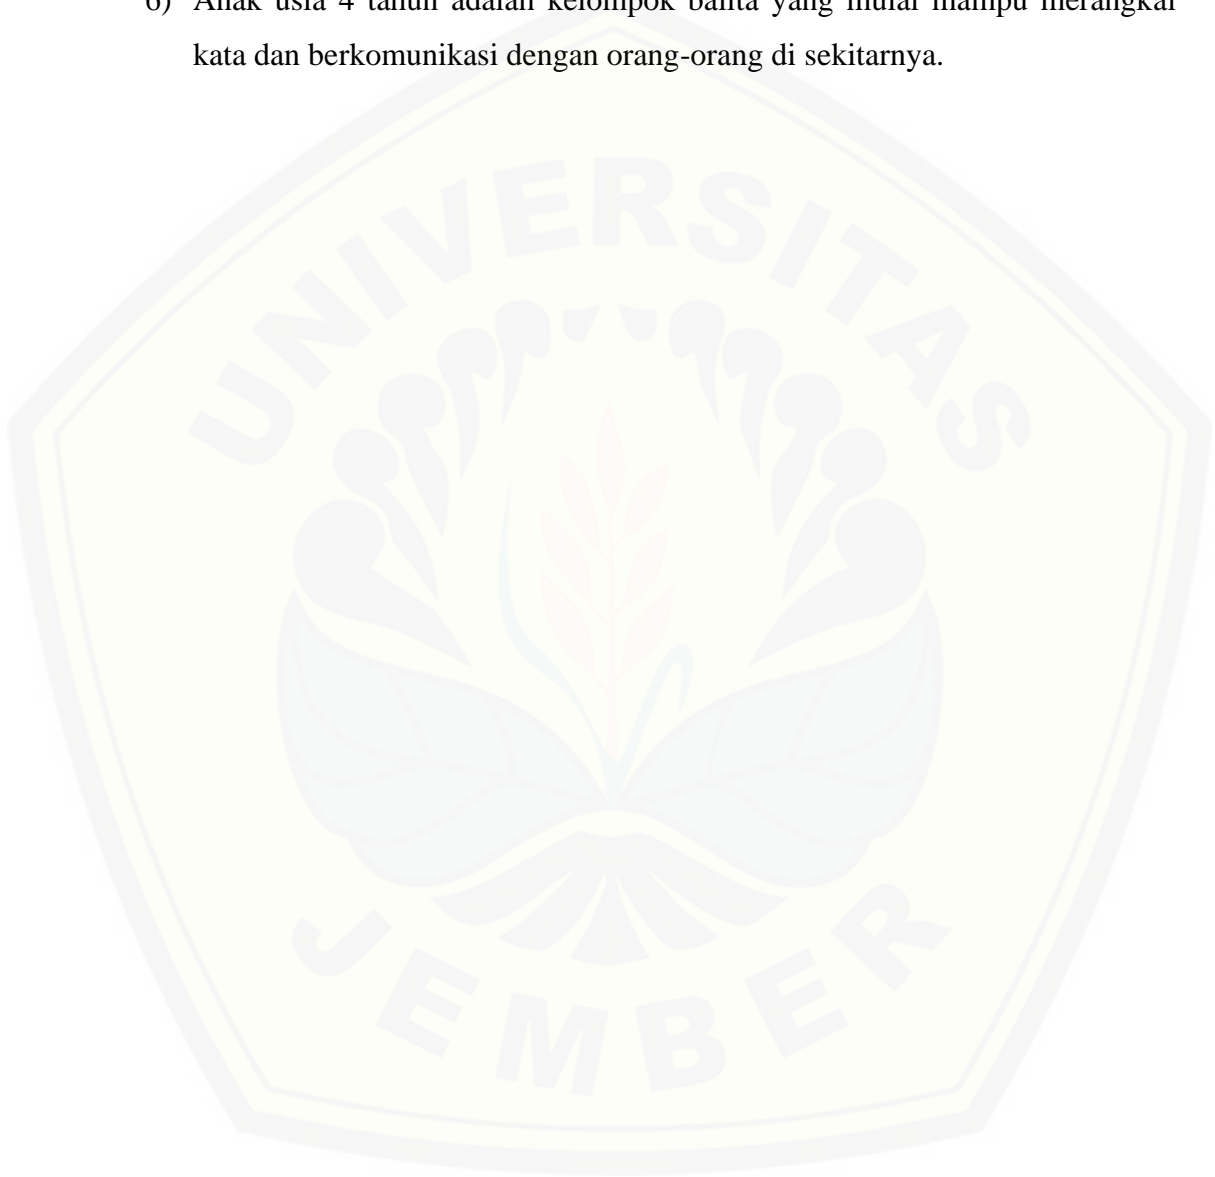 6) Anak usia 4 tahun adalah kelompok balita yang mulai mampu merangkai
kata dan berkomunikasi dengan orang-orang di sekitarnya.
UNIVERSITAS
JEMBER